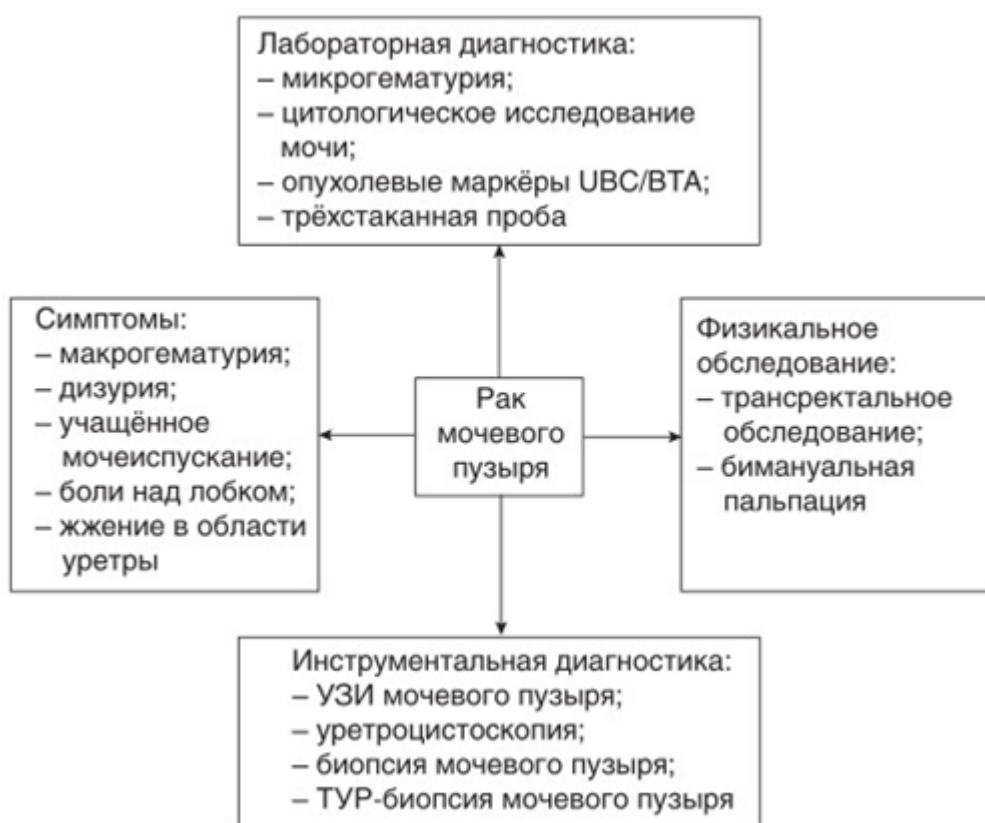 Лабораторная диагностика:
– микрогематурия;
– цитологическое исследование
мочи;
– опухолевые маркёры UBC/BTA;
– трёхстаканная проба
Симптомы:
– макрогематурия;
– дизурия;
– учащённое
мочеиспускание;
– боли над лобком;
– жжение в области
уретры
Рак
мочевого
пузыря
Физикальное
обследование:
– трансректальное
обследование;
– бимануальная
пальпация
Инструментальная диагностика:
– УЗИ мочевого пузыря;
– уретроцистоскопия;
– биопсия мочевого пузыря;
– ТУР-биопсия мочевого пузыря